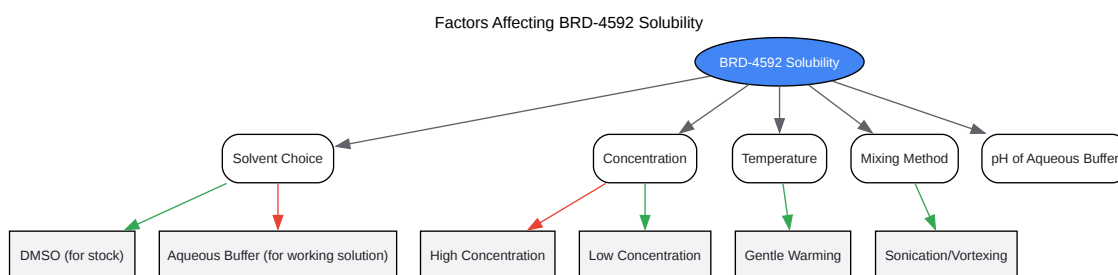 Factors Affecting BRD-4592 Solubility
BRD-4592 Solubility
Solvent Choice
Concentration
Temperature
Mixing Method
pH of Aqueous Buffer
DMSO (for stock)
Aqueous Buffer (for working solution)
High Concentration
Low Concentration
Gentle Warming
Sonication/Vortexing